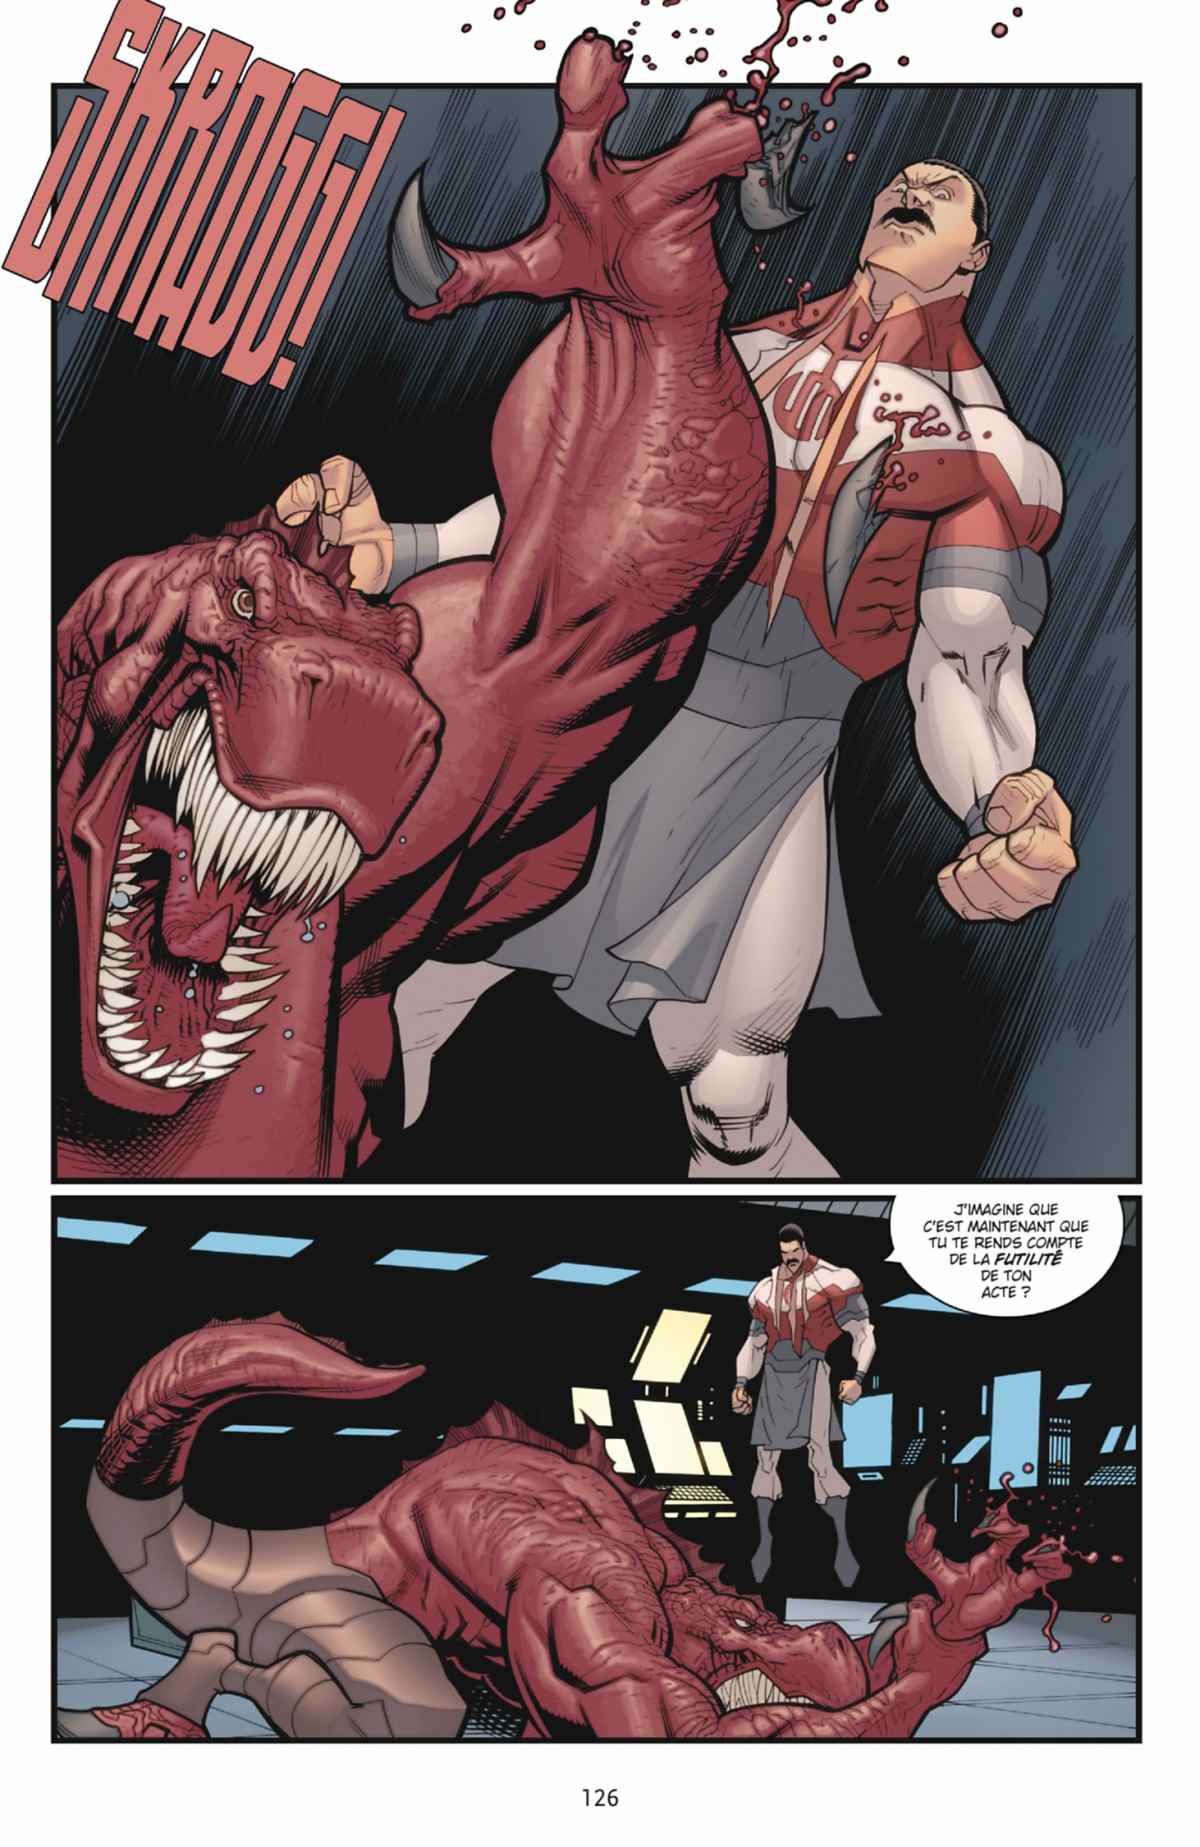 SKROGG!
J'IMAGINE QUE
C'EST MAINTENANT QUE
TU TE RENDS COMPTE
DE LA FUTILITÉ
DE TON
ACTE ?
126